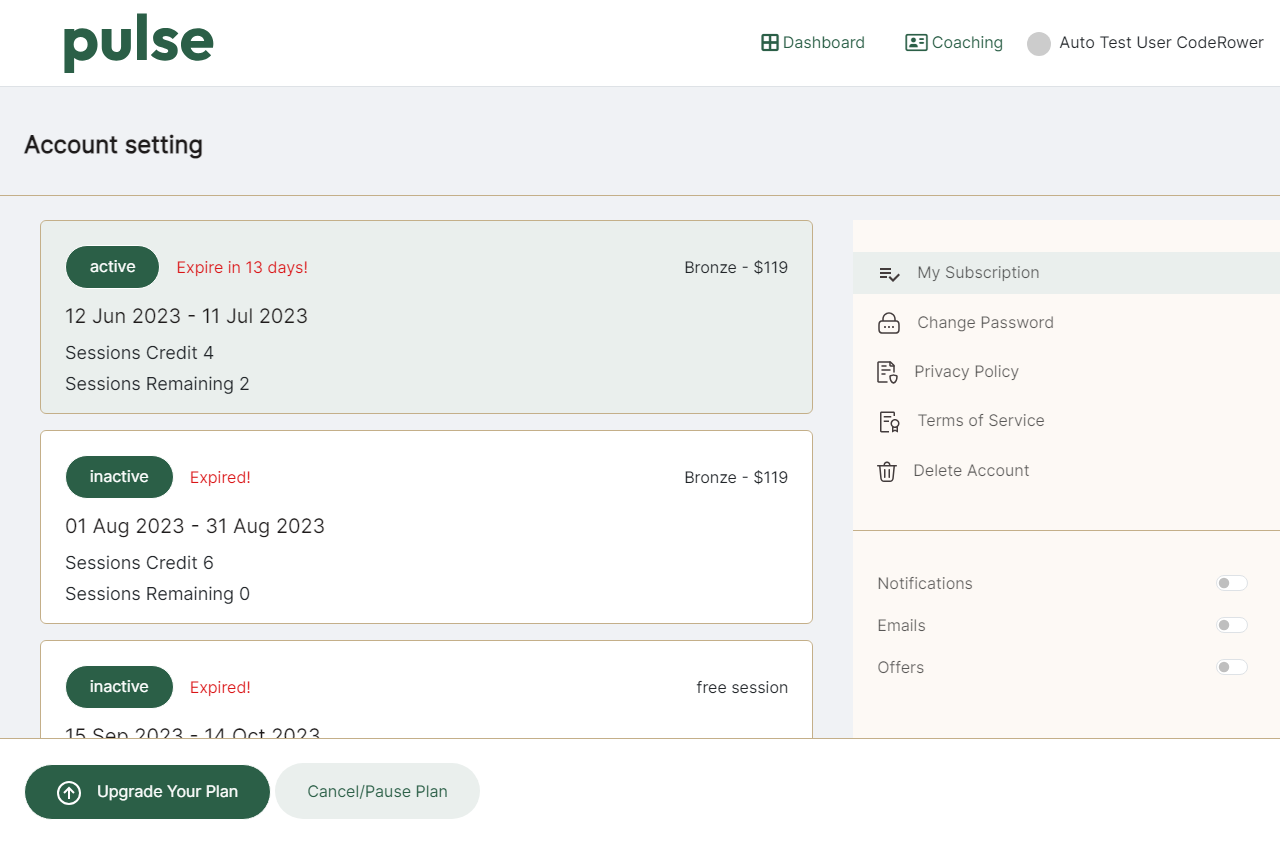 pulse
Dashboard
Coaching
Auto Test User CodeRower
Account setting
active
Expire in 13 days!
Bronze - $119
12 Jun 2023 - 11 Jul 2023
Sessions Credit 4
Sessions Remaining 2
inactive
Expired!
Bronze - $119
01 Aug 2023 - 31 Aug 2023
Sessions Credit 6
Sessions Remaining 0
inactive
Expired!
free session
15 Sep 2023 - 14 Oct 2023
My Subscription
Change Password
Privacy Policy
Terms of Service
Delete Account
Notifications
Emails
Offers
Upgrade Your Plan
Cancel/Pause Plan